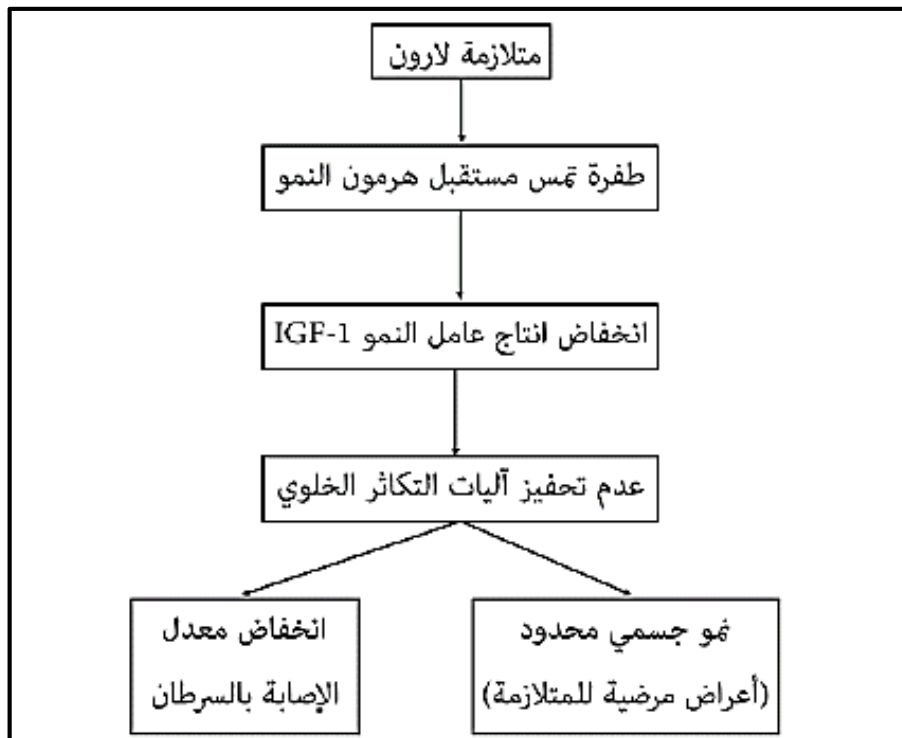 متلازمة لارون
طفرة تمس مستقبل هرمون النمو
انخفاض انتاج عامل النمو IGF-1
عدم تحفيز آليات التكاثر الخلوي
نمو جسمي محدود
(أعراض مرضية للمتلازمة)
انخفاض معدل
الإصابة بالسرطان